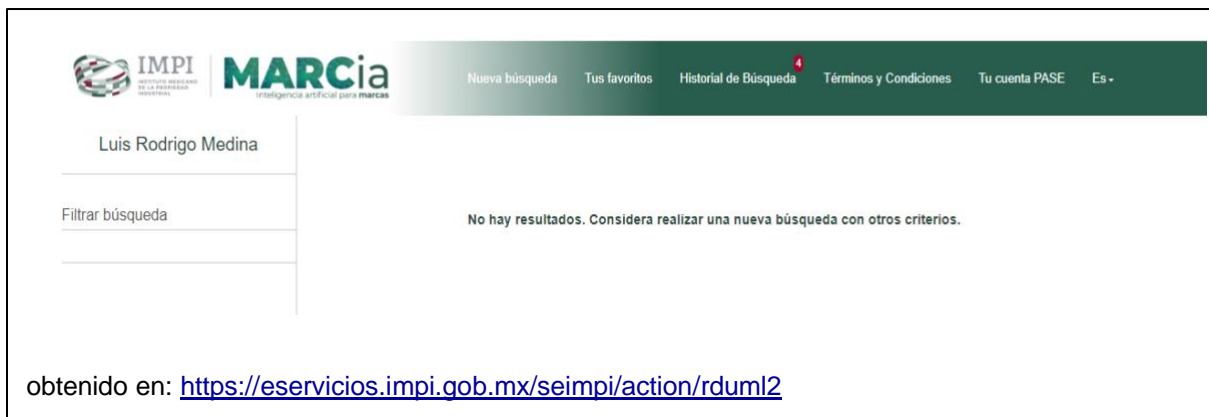 IMPI
INSTITUTO MEXICANO
DE LA PROPIEDAD
INDUSTRIAL
MARCia
Inteligencia artificial para marcas
Nueva búsqueda Tus favoritos Historial de Búsqueda 4 Términos y Condiciones Tu cuenta PASE Es
Luis Rodrigo Medina
Filtrar búsqueda
No hay resultados. Considera realizar una nueva búsqueda con otros criterios.
obtenido en: https://eservicios.impi.gob.mx/seimpi/action/rduml2